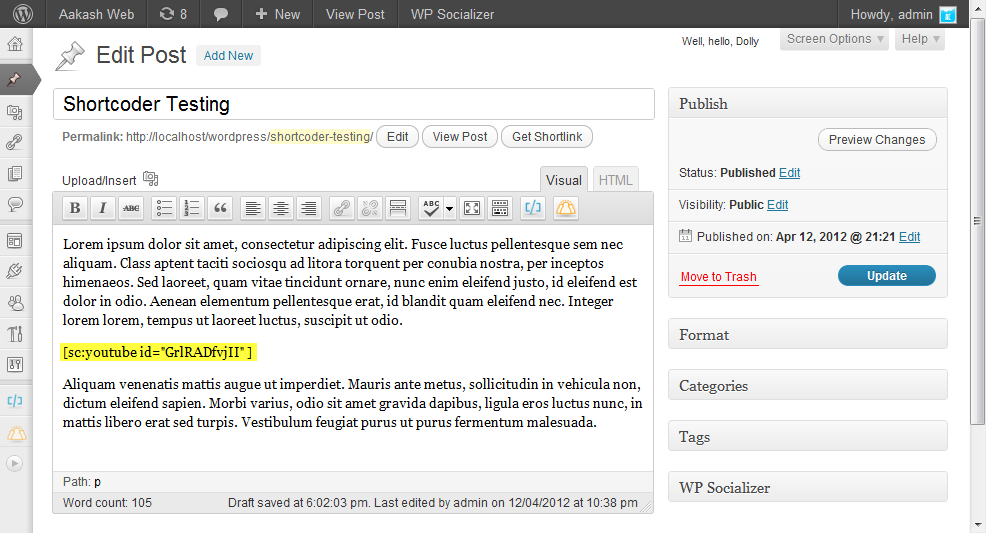 Aakash Web 8 + New View Post WP Socializer Howdy, admin
Well, hello, Dolly Screen Options Help
Edit Post Add New
Shortcoder Testing
Permalink: http://localhost/wordpress/shortcoder-testing/ Edit View Post Get Shortlink
Upload/Insert Visual HTML
B I ABC ABC
Lorem ipsum dolor sit amet, consectetur adipiscing elit. Fusce luctus pellentesque sem nec
aliquam. Class aptent taciti sociosqu ad litora torquent per conubia nostra, per inceptos
himenaeos. Sed laoreet, quam vitae tincidunt ornare, nunc enim eleifend justo, id eleifend est
dolor in odio. Aenean elementum pellentesque erat, id blandit quam eleifend nec. Integer
lorem lorem, tempus ut laoreet luctus, suscipit ut odio.
[sc:youtube id="GrlRADfvjII" ]
Aliquam venenatis mattis augue ut imperdiet. Mauris ante metus, sollicitudin in vehicula non,
dictum eleifend sapien. Morbi varius, odio sit amet gravida dapibus, ligula eros luctus nunc, in
mattis libero erat sed turpis. Vestibulum feugiat purus ut purus fermentum malesuada.
Path: p
Word count: 105 Draft saved at 6:02:03 pm. Last edited by admin on 12/04/2012 at 10:38 pm
Publish
Preview Changes
Status: Published Edit
Visibility: Public Edit
Published on: Apr 12, 2012 @ 21:21 Edit
Move to Trash Update
Format
Categories
Tags
WP Socializer